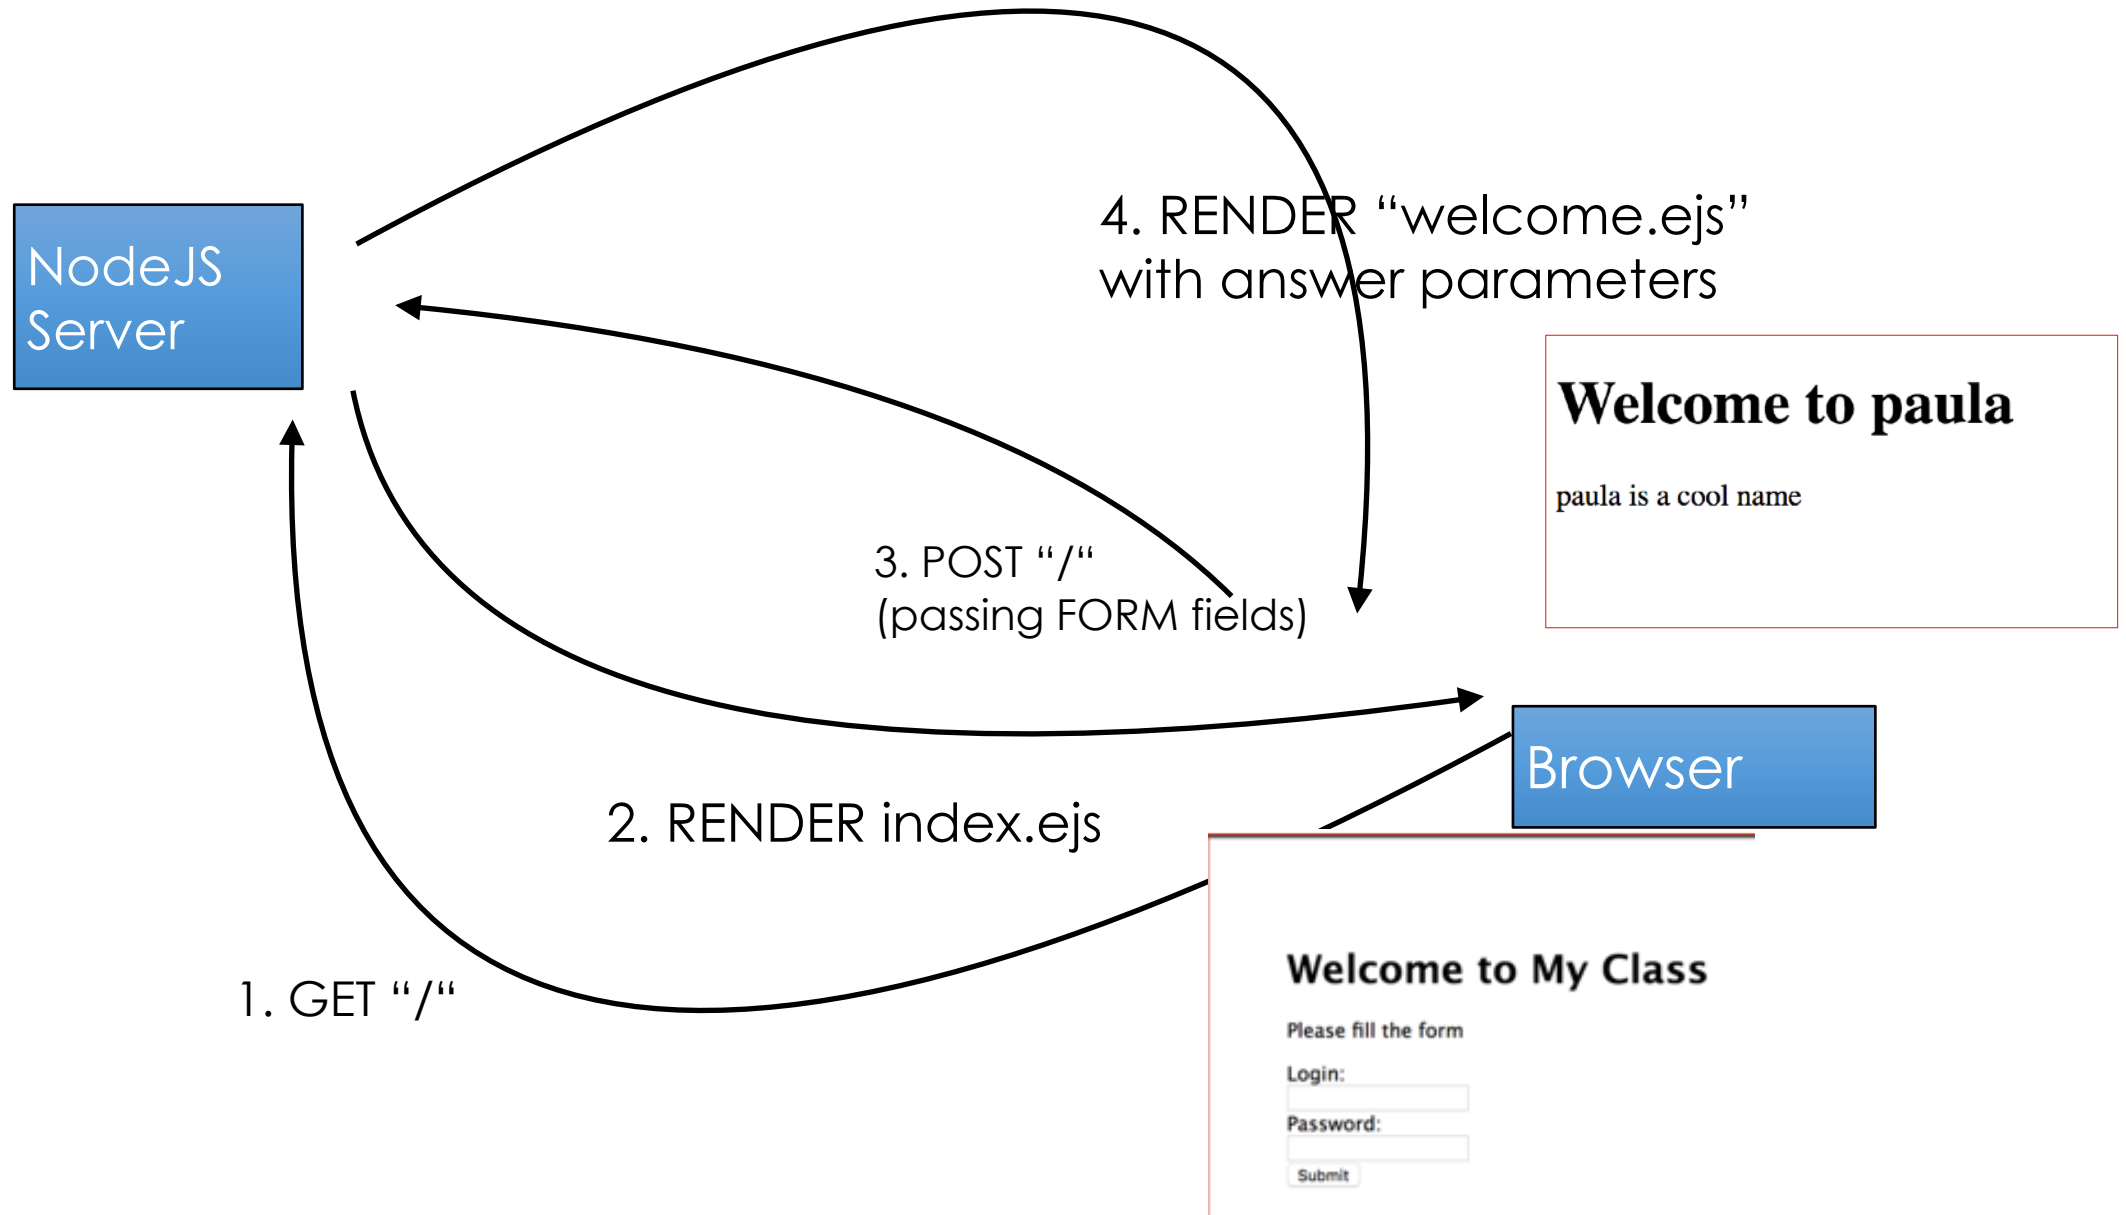 NodeJS
Server
4. RENDER “welcome.ejs”
with answer parameters
Welcome to paula
paula is a cool name
3. POST “/“
(passing FORM fields)
Browser
2. RENDER index.ejs
1. GET “/“
Welcome to My Class
Please fill the form
Login:
Password:
Submit